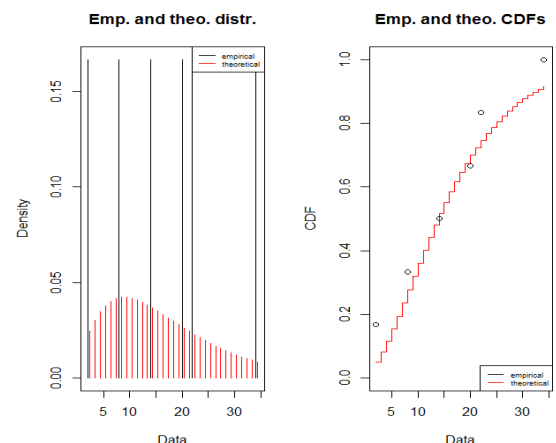 Emp. and theo. distr.
empirical
theoretical
Density
0.00 0.05 0.10 0.15
5 10 20 30
Data
Emp. and theo. CDFs
CDF
0.0 0.2 0.4 0.6 0.8 1.0
empirical
theoretical
5 10 20 30
Data